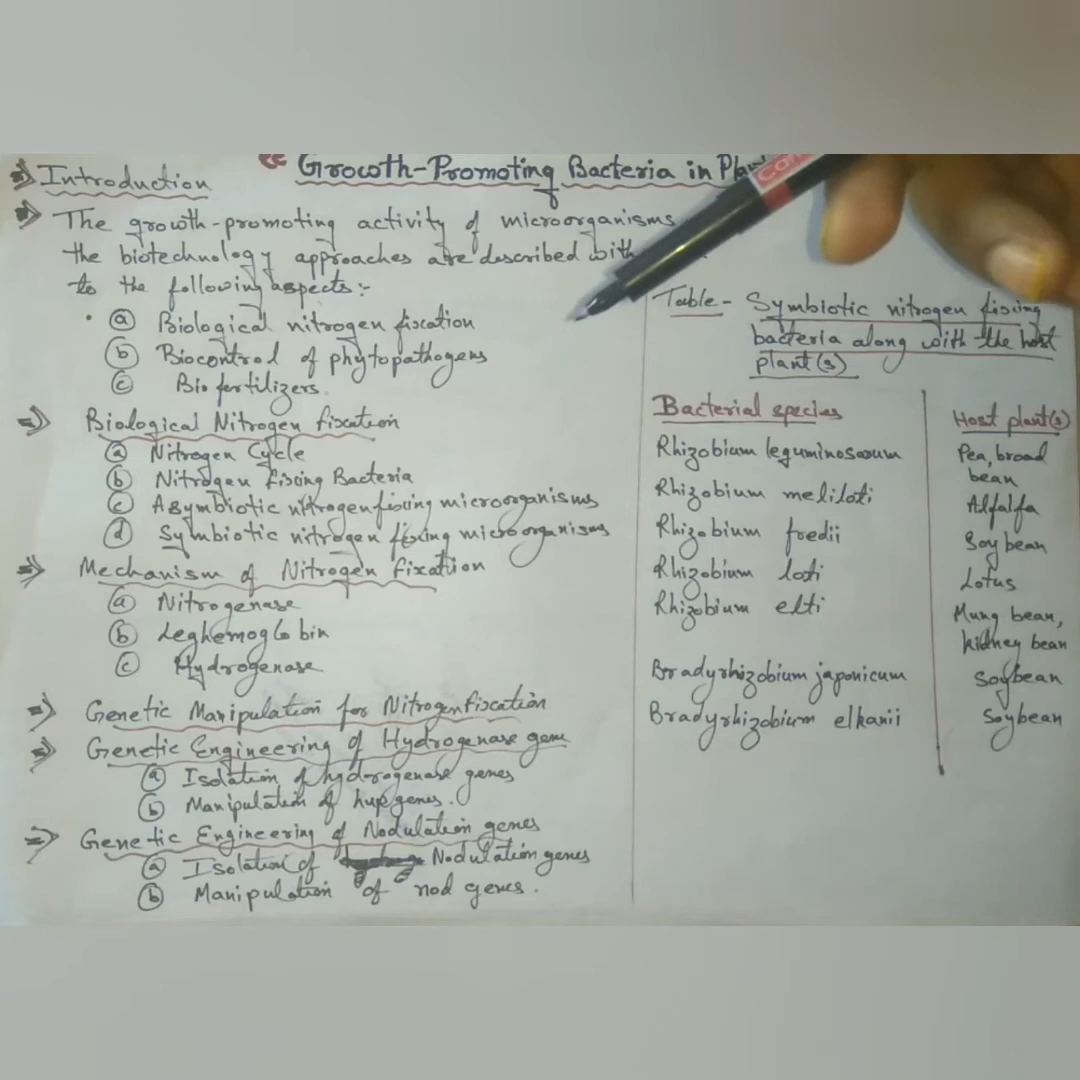 Growth-Promoting Bacteria in
Introduction
The growth-promoting activity of microorganisms
the biotechnology approaches are described with
to the following aspects:-
(a) Biological nitrogen fixation
(b) Biocontrol of phytopathogens
(c) Bio fertilizers.
Biological Nitrogen fixation
(a) Nitrogen Cycle
(b) Nitrogen fixing Bacteria
(c) Asymbiotic nitrogen fixing microorganisms
(d) Symbiotic nitrogen fixing microorganisms
Mechanism of Nitrogen fixation
(a) Nitrogenase
(b) Leghemoglobin
(c) Hydrogenase
Genetic Manipulation for Nitrogen fixation
Genetic Engineering of Hydrogenase gene
(a) Isolation of hydrogenase genes
(b) Manipulation of hup genes.
Genetic Engineering of Nodulation genes
(a) Isolation of Nodulation genes
(b) Manipulation of nod genes.
Table- Symbiotic nitrogen fixing
bacteria along with the host
plant(s)
Bacterial species Host plant(s)
Rhizobium leguminosarum Pea, broad
bean
Rhizobium meliloti Alfalfa
Rhizobium fredii Soybean
Rhizobium loti Lotus
Rhizobium elti Mung bean,
kidney bean
Bradyrhizobium japonicum Soybean
Bradyrhizobium elkanii Soybean